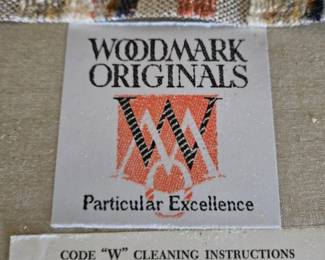 WOODMARK
ORIGINALS
W
Particular Excellence
CODE "W" CLEANING INSTRUCTIONS